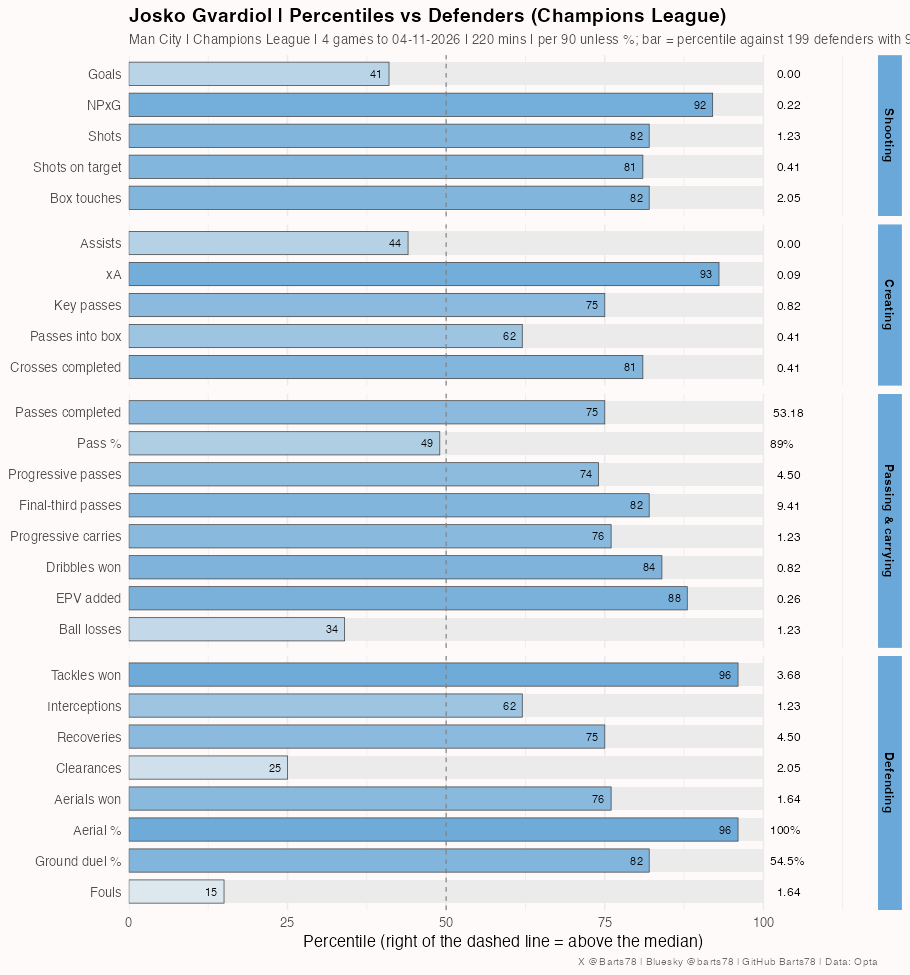 Josko Gvardiol | Percentiles vs Defenders (Champions League)
Man City | Champions League | 4 games to 04-11-2026 | 220 mins | per 90 unless %; bar = percentile against 199 defenders with 9
Goals 41 0.00
NPxG 92 0.22
Shots 82 1.23
Shots on target 81 0.41
Box touches 82 2.05
Shooting
Assists 44 0.00
xA 93 0.09
Key passes 75 0.82
Passes into box 62 0.41
Crosses completed 81 0.41
Creating
Passes completed 75 53.18
Pass % 49 89%
Progressive passes 74 4.50
Final-third passes 82 9.41
Progressive carries 76 1.23
Dribbles won 84 0.82
EPV added 88 0.26
Ball losses 34 1.23
Passing & carrying
Tackles won 96 3.68
Interceptions 62 1.23
Recoveries 75 4.50
Clearances 25 2.05
Aerials won 76 1.64
Aerial % 96 100%
Ground duel % 82 54.5%
Fouls 15 1.64
Defending
0 25 50 75 100
Percentile (right of the dashed line = above the median)
X @Barts78 | Bluesky @barts78 | GitHub Barts78 | Data: Opta